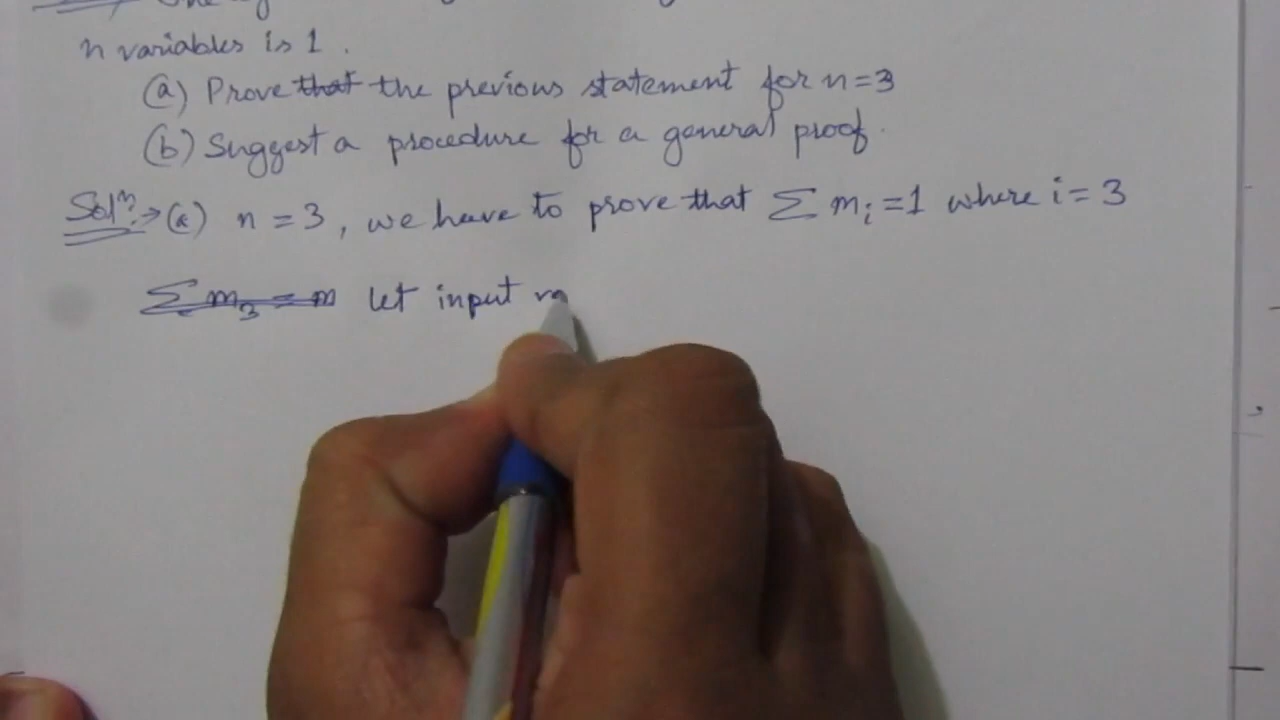 n variables is 1.
(a) Prove that the previous statement for n=3
(b) Suggest a procedure for a general proof.
Solⁿ:→ (a) n = 3, we have to prove that ∑ mᵢ = 1 where i = 3
∑ m₃ = m let input